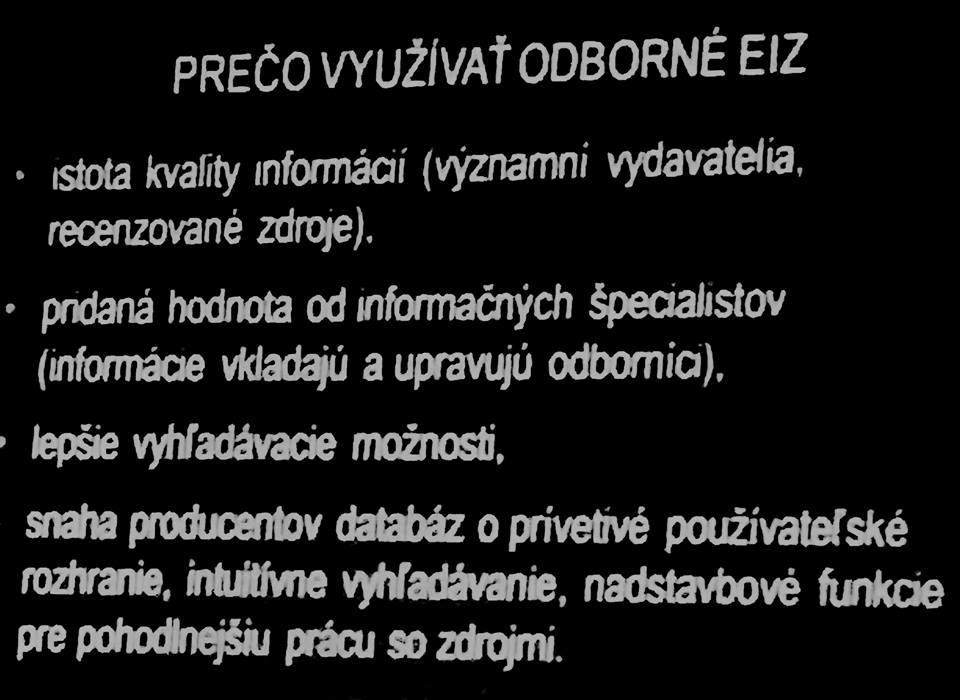 PREČO VYUŽÍVAŤ ODBORNÉ EIZ
• istota kvality informácií (významní vydavatelia,
recenzované zdroje),
• pridaná hodnota od informačných špecialistov
(informácie vkladajú a upravujú odborníci),
• lepšie vyhľadávacie možnosti,
snaha producentov databáz o prívetivé používateľské
rozhranie, intuitívne vyhľadávanie, nadstavbové funkcie
pre pohodlnejšiu prácu so zdrojmi.